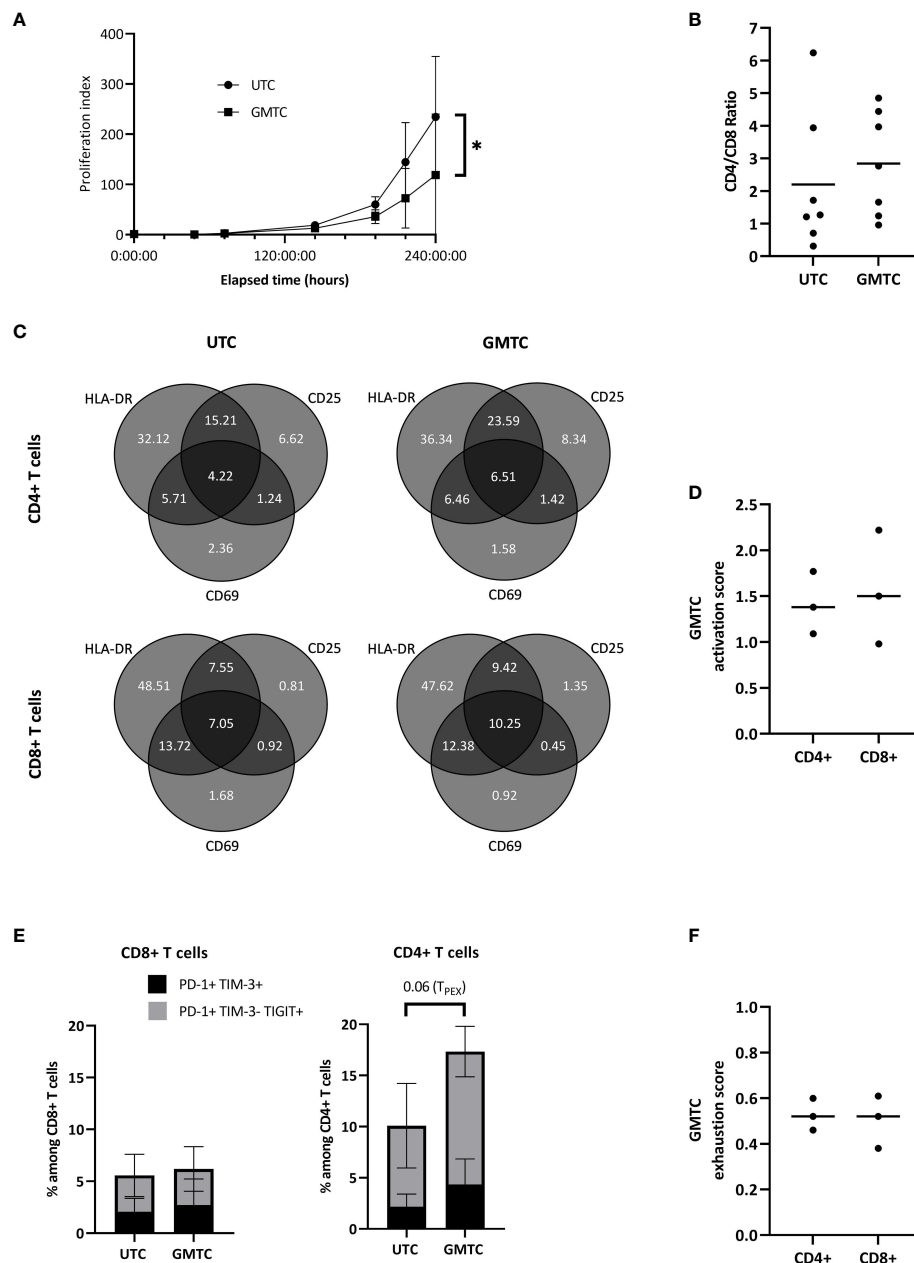 A
400
300
200
100
0
Proliferation index
UTC
GMTC
*
0:00:00
120:00:00
240:00:00
Elapsed time (hours)
B
7
6
5
4
3
2
1
0
CD4/CD8 Ratio
UTC
GMTC
C
UTC
GMTC
CD4+ T cells
HLA-DR
CD25
15.21
32.12
6.62
4.22
5.71
1.24
2.36
CD69
HLA-DR
CD25
23.59
36.34
8.34
6.51
6.46
1.42
1.58
CD69
CD8+ T cells
HLA-DR
CD25
7.55
48.51
0.81
7.05
13.72
0.92
1.68
CD69
HLA-DR
CD25
9.42
47.62
1.35
10.25
12.38
0.45
0.92
CD69
D
2.5
2.0
1.5
1.0
0.5
0.0
GMTC
activation score
CD4+
CD8+
E
CD8+ T cells
PD-1+ TIM-3+
PD-1+ TIM-3- TIGIT+
20
15
10
5
0
% among CD8+ T cells
UTC
GMTC
CD4+ T cells
0.06 (TPEX)
20
15
10
5
0
% among CD4+ T cells
UTC
GMTC
F
1.0
0.8
0.6
0.4
0.2
0.0
GMTC
exhaustion score
CD4+
CD8+